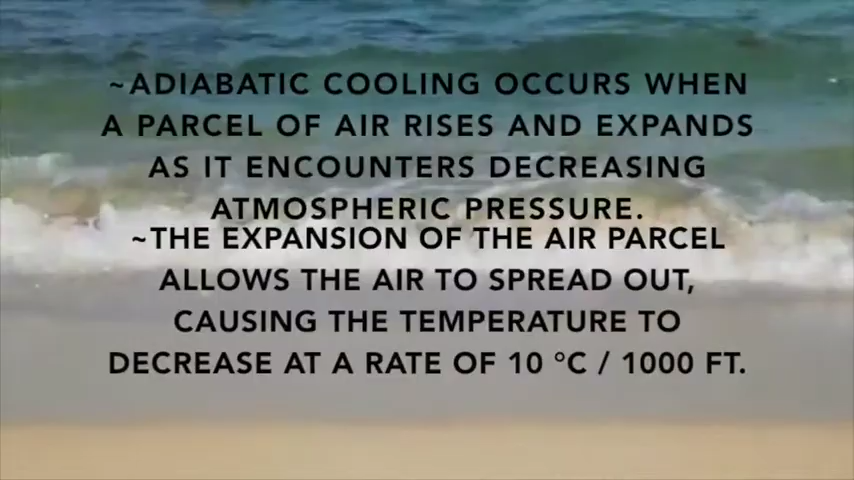 ~ADIABATIC COOLING OCCURS WHEN
A PARCEL OF AIR RISES AND EXPANDS
AS IT ENCOUNTERS DECREASING
ATMOSPHERIC PRESSURE.
~THE EXPANSION OF THE AIR PARCEL
ALLOWS THE AIR TO SPREAD OUT,
CAUSING THE TEMPERATURE TO
DECREASE AT A RATE OF 10 °C / 1000 FT.